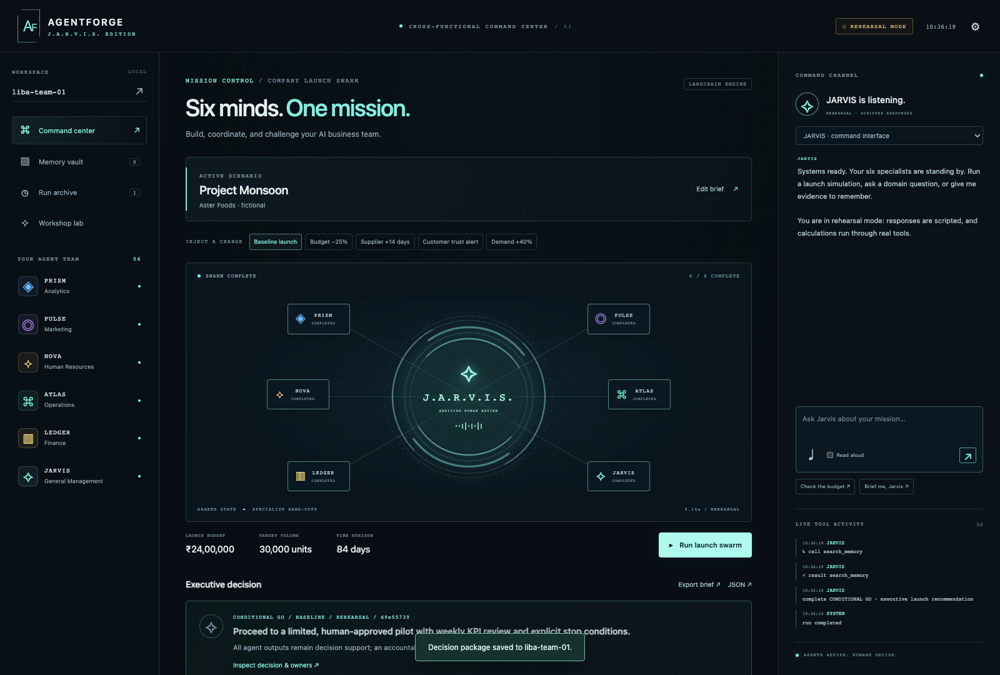 AF
AGENTFORGE
J.A.R.V.I.S. EDITION
CROSS-FUNCTIONAL COMMAND CENTER / 01
REHEARSAL MODE
10:36:19
WORKSPACE
LOCAL
liba-team-01
Command center
Memory vault
0
Run archive
1
Workshop lab
YOUR AGENT TEAM
06
PRISM
Analytics
PULSE
Marketing
NOVA
Human Resources
ATLAS
Operations
LEDGER
Finance
JARVIS
General Management
MISSION CONTROL / COMPANY LAUNCH SWARM
LANGCHAIN ENGINE
Six minds. One mission.
Build, coordinate, and challenge your AI business team.
ACTIVE SCENARIO
Project Monsoon
Aster Foods · fictional
Edit brief ↗
INJECT A CHANGE
Baseline launch
Budget −25%
Supplier +14 days
Customer trust alert
Demand +40%
SWARM COMPLETE
6 / 6 COMPLETE
PRISM
COMPLETED
PULSE
COMPLETED
NOVA
COMPLETED
J.A.R.V.I.S.
AWAITING HUMAN REVIEW
ATLAS
COMPLETED
LEDGER
COMPLETED
JARVIS
COMPLETED
SHARED STATE ↔ SPECIALIST HAND-OFFS
0.14s / REHEARSAL
LAUNCH BUDGET
₹24,00,000
TARGET VOLUME
30,000 units
TIME HORIZON
84 days
▶ Run launch swarm
Executive decision
Export brief ↗
JSON ↗
CONDITIONAL GO / BASELINE / REHEARSAL / d9e55739
Proceed to a limited, human-approved pilot with weekly KPI review and explicit stop conditions.
All agent outputs remain decision support; an
Inspect decision & owners ↗
Decision package saved to liba-team-01.
COMMAND CHANNEL
JARVIS is listening.
REHEARSAL · SCRIPTED RESPONSES
JARVIS · command interface
JARVIS
Systems ready. Your six specialists are standing by. Run
a launch simulation, ask a domain question, or give me
evidence to remember.
You are in rehearsal mode: responses are scripted, and
calculations run through real tools.
Ask Jarvis about your mission...
Read aloud
Check the budget ↗
Brief me, Jarvis ↗
LIVE TOOL ACTIVITY
50
10:36:19 JARVIS
↳ call search_memory
10:36:19 JARVIS
✓ result search_memory
10:36:19 JARVIS
complete CONDITIONAL GO · executive launch recommendation
10:36:19 SYSTEM
run completed
AGENTS ADVISE. HUMANS DECIDE.